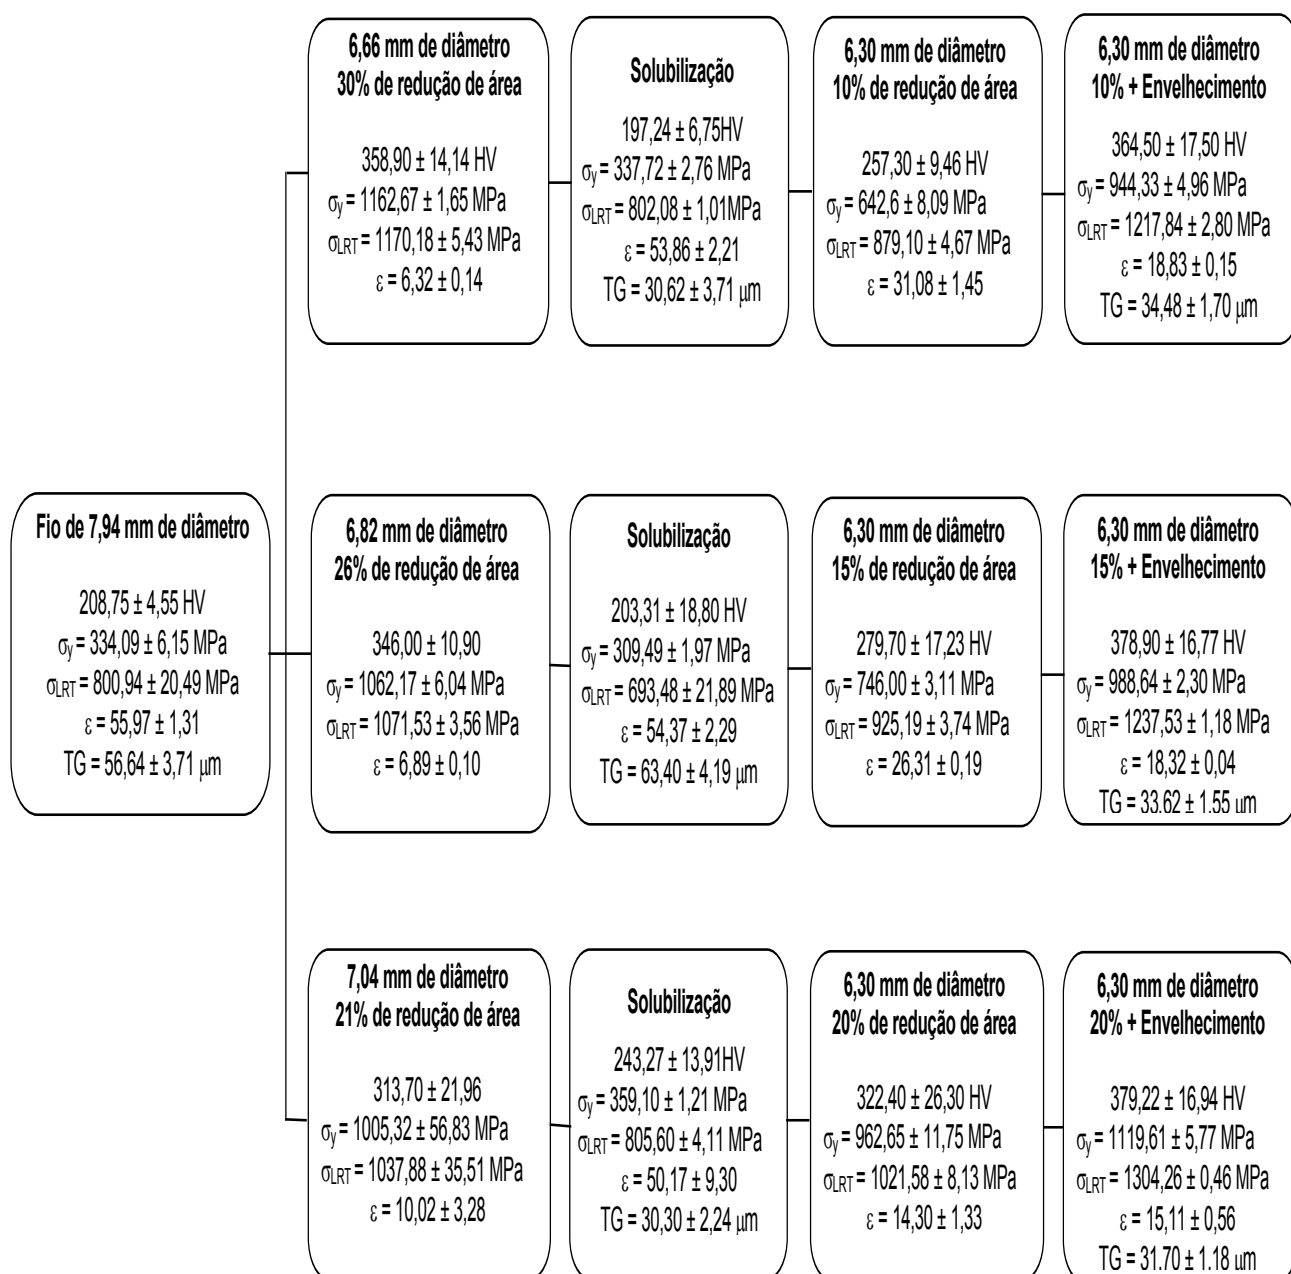 Fio de 7,94 mm de diâmetro
208,75 ± 4,55 HV
σy = 334,09 ± 6,15 MPa
σLRT = 800,94 ± 20,49 MPa
ε = 55,97 ± 1,31
TG = 56,64 ± 3,71 μm
6,66 mm de diâmetro
30% de redução de área
358,90 ± 14,14 HV
σy = 1162,67 ± 1,65 MPa
σLRT = 1170,18 ± 5,43 MPa
ε = 6,32 ± 0,14
Solubilização
197,24 ± 6,75HV
σy = 337,72 ± 2,76 MPa
σLRT = 802,08 ± 1,01MPa
ε = 53,86 ± 2,21
TG = 30,62 ± 3,71 μm
6,30 mm de diâmetro
10% de redução de área
257,30 ± 9,46 HV
σy = 642,6 ± 8,09 MPa
σLRT = 879,10 ± 4,67 MPa
ε = 31,08 ± 1,45
6,30 mm de diâmetro
10% + Envelhecimento
364,50 ± 17,50 HV
σy = 944,33 ± 4,96 MPa
σLRT = 1217,84 ± 2,80 MPa
ε = 18,83 ± 0,15
TG = 34,48 ± 1,70 μm
6,82 mm de diâmetro
26% de redução de área
346,00 ± 10,90
σy = 1062,17 ± 6,04 MPa
σLRT = 1071,53 ± 3,56 MPa
ε = 6,89 ± 0,10
Solubilização
203,31 ± 18,80 HV
σy = 309,49 ± 1,97 MPa
σLRT = 693,48 ± 21,89 MPa
ε = 54,37 ± 2,29
TG = 63,40 ± 4,19 μm
6,30 mm de diâmetro
15% de redução de área
279,70 ± 17,23 HV
σy = 746,00 ± 3,11 MPa
σLRT = 925,19 ± 3,74 MPa
ε = 26,31 ± 0,19
6,30 mm de diâmetro
15% + Envelhecimento
378,90 ± 16,77 HV
σy = 988,64 ± 2,30 MPa
σLRT = 1237,53 ± 1,18 MPa
ε = 18,32 ± 0,04
TG = 33,62 ± 1,55 μm
7,04 mm de diâmetro
21% de redução de área
313,70 ± 21,96
σy = 1005,32 ± 56,83 MPa
σLRT = 1037,88 ± 35,51 MPa
ε = 10,02 ± 3,28
Solubilização
243,27 ± 13,91HV
σy = 359,10 ± 1,21 MPa
σLRT = 805,60 ± 4,11 MPa
ε = 50,17 ± 9,30
TG = 30,30 ± 2,24 μm
6,30 mm de diâmetro
20% de redução de área
322,40 ± 26,30 HV
σy = 962,65 ± 11,75 MPa
σLRT = 1021,58 ± 8,13 MPa
ε = 14,30 ± 1,33
6,30 mm de diâmetro
20% + Envelhecimento
379,22 ± 16,94 HV
σy = 1119,61 ± 5,77 MPa
σLRT = 1304,26 ± 0,46 MPa
ε = 15,11 ± 0,56
TG = 31,70 ± 1,18 μm